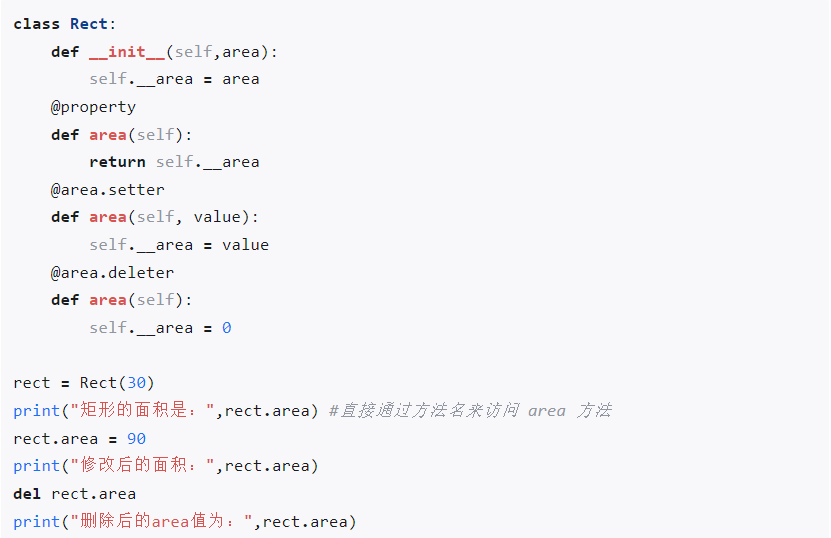 class Rect:
    def __init__(self,area):
        self.__area = area
    @property
    def area(self):
        return self.__area
    @area.setter
    def area(self, value):
        self.__area = value
    @area.deleter
    def area(self):
        self.__area = 0

rect = Rect(30)
print("矩形的面积是：",rect.area) #直接通过方法名来访问 area 方法
rect.area = 90
print("修改后的面积：",rect.area)
del rect.area
print("删除后的area值为：",rect.area)